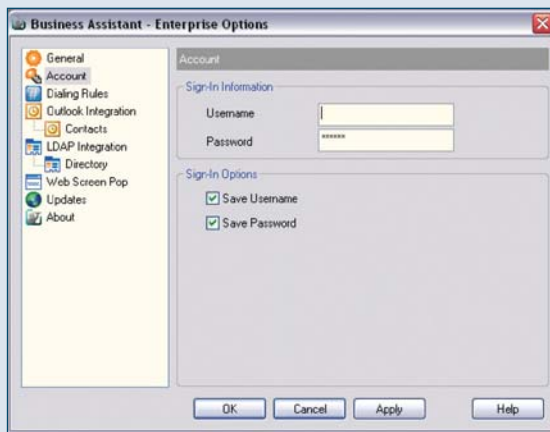 Business Assistant - Enterprise Options
General
Account
Dialing Rules
Outlook Integration
Contacts
LDAP Integration
Directory
Web Screen Pop
Updates
About
Account
Sign-In Information
Username
Password
******
Sign-In Options
Save Username
Save Password
OK
Cancel
Apply
Help